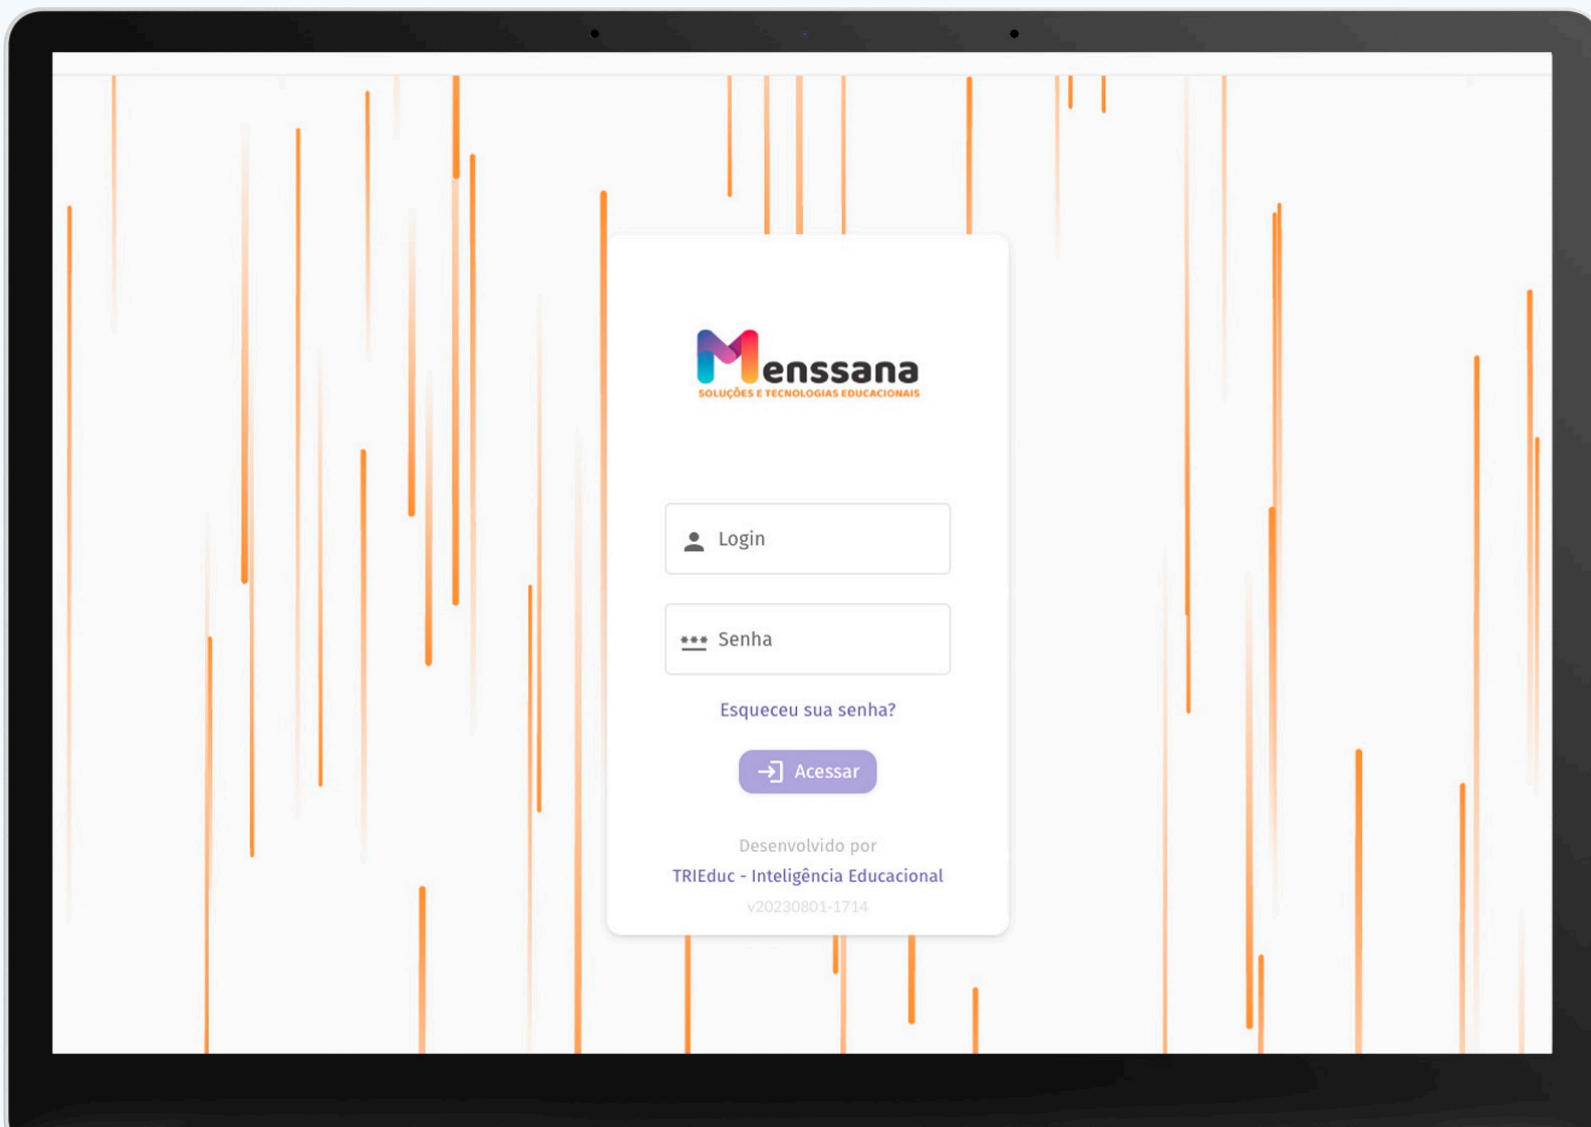 Menssana
SOLUÇÕES E TECNOLOGIAS EDUCACIONAIS
Login
*** Senha
Esqueceu sua senha?
Acessar
Desenvolvido por
TRIEduc - Inteligência Educacional
v20230801-1714